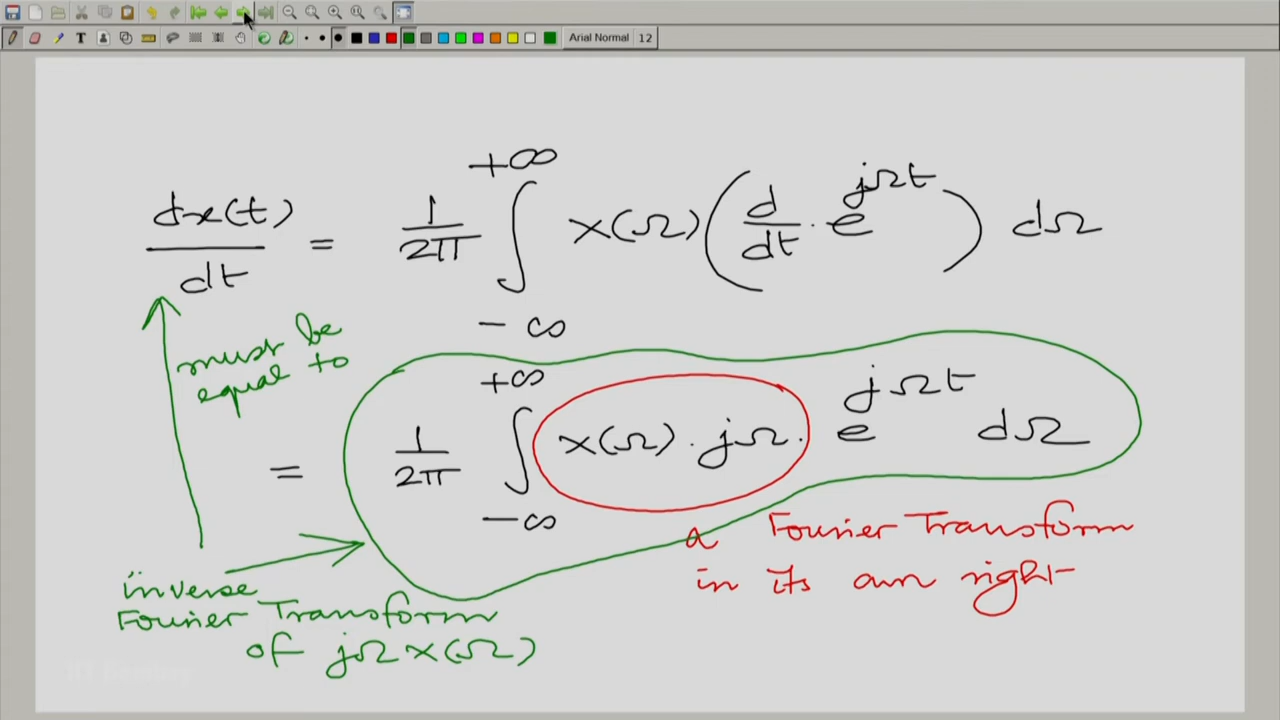 Arial Normal 12
dx(t)/dt = 1/2π ∫_{-∞}^{+∞} X(Ω) (d/dt · e^{jΩt}) dΩ
must be
equal to
= 1/2π ∫_{-∞}^{+∞} X(Ω) · jΩ · e^{jΩt} dΩ
a Fourier Transform
in its own right
inverse
Fourier Transform
of jΩX(Ω)